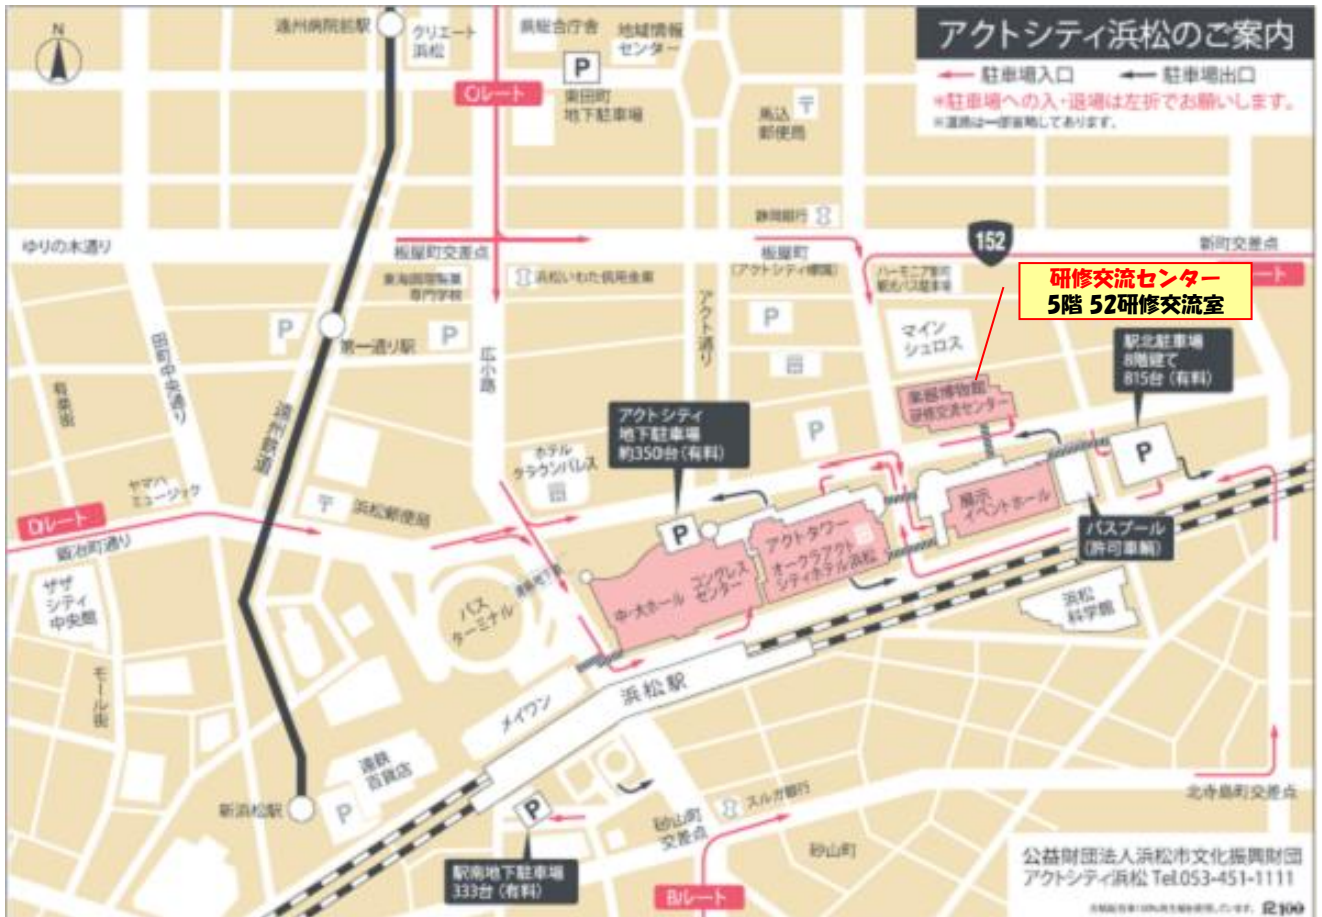 アクトシティ浜松のご案内
駐車場入口
駐車場出口
*駐車場への入・退場は左折でお願いします。
※道路は一部省略してあります。
N
遠州病院前駅
クリエート
浜松
県総合庁舎
地域情報
センター
P
東田町
地下駐車場
Cルート
馬込
郵便局
静岡銀行
ゆりの木通り
板屋町交差点
板屋町
(アクトシティ北)
152
新町交差点
ルート
浜松いわた信用金庫
専門学校
ハーモニア新町
観光バス駐車場
研修交流センター
5階 52研修交流室
マイン
シュロス
P
第一通り駅
P
P
アクト通り
広小路
田町中央通り
有楽街
遠州鉄道
駅北駐車場
8階建て
815台(有料)
楽器博物館
研修交流センター
アクトシティ
地下駐車場
約350台(有料)
P
P
ホテル
クラウンパレス
ヤマハ
ミュージック
浜松郵便局
Dルート
鍛冶町通り
P
アクトタワー
オークラアクト
シティホテル浜松
展示
イベントホール
バスプール
(許可車輌)
コングレス
センター
中・大ホール
浜松
科学館
ザザ
シティ
中央館
バス
ターミナル
モール街
浜松駅
メイワン
遠鉄
百貨店
新浜松駅
P
P
スルガ銀行
砂山町
交差点
北寺島町交差点
砂山町
駅南地下駐車場
333台(有料)
Bルート
公益財団法人浜松市文化振興財団
アクトシティ浜松 Tel.053-451-1111
R100